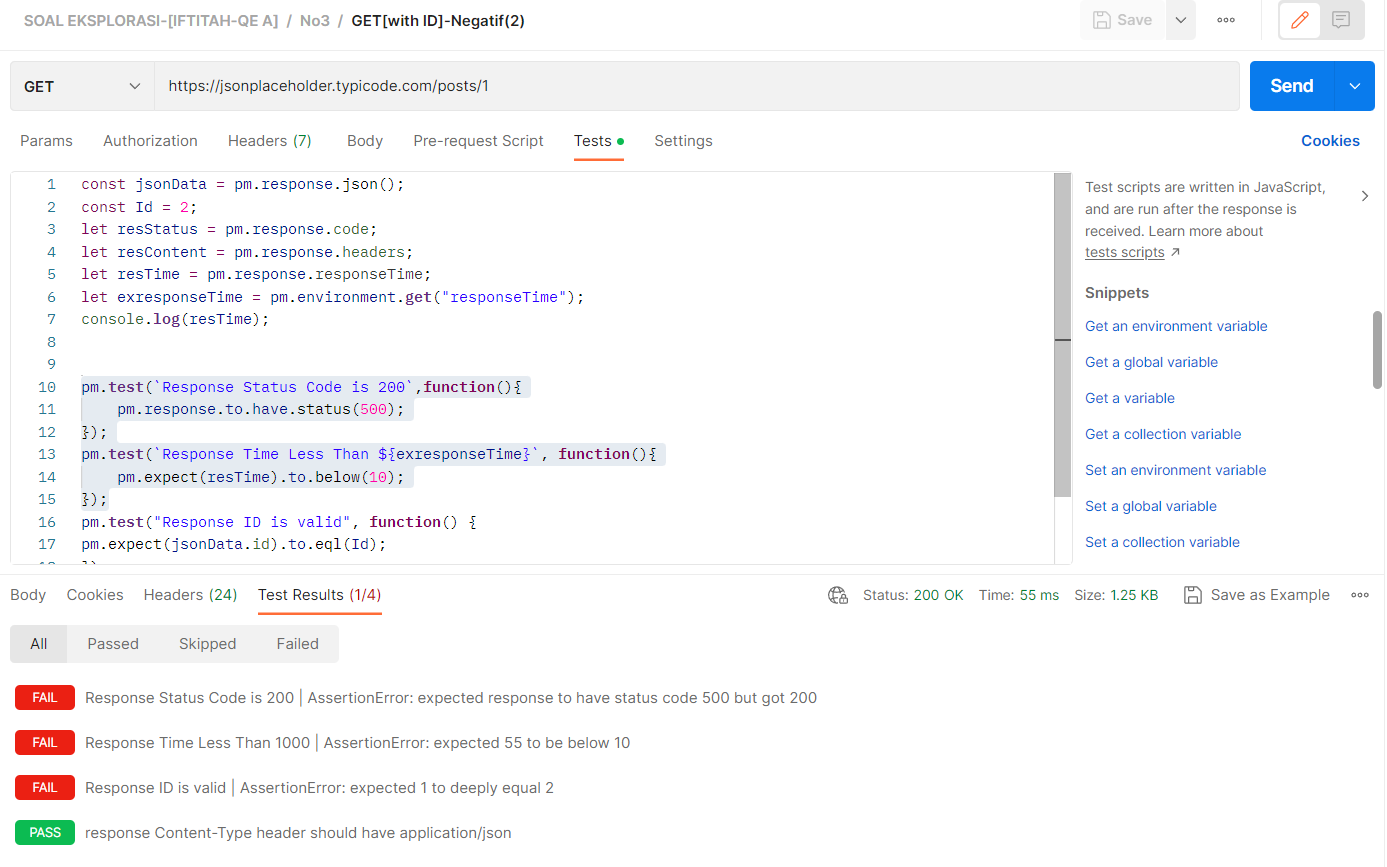 SOAL EKSPLORASI-[IFTITAH-QE A] / No3 / GET[with ID]-Negatif(2)
Save
GET
https://jsonplaceholder.typicode.com/posts/1
Send
Params Authorization Headers (7) Body Pre-request Script Tests Settings Cookies
1 const jsonData = pm.response.json();
2 const Id = 2;
3 let resStatus = pm.response.code;
4 let resContent = pm.response.headers;
5 let resTime = pm.response.responseTime;
6 let exresponseTime = pm.environment.get("responseTime");
7 console.log(resTime);
8
9
10 pm.test(`Response Status Code is 200`,function(){
11 pm.response.to.have.status(500);
12 });
13 pm.test(`Response Time Less Than ${exresponseTime}`, function(){
14 pm.expect(resTime).to.below(10);
15 });
16 pm.test("Response ID is valid", function() {
17 pm.expect(jsonData.id).to.eql(Id);
Test scripts are written in JavaScript,
and are run after the response is
received. Learn more about
tests scripts ↗
Snippets
Get an environment variable
Get a global variable
Get a variable
Get a collection variable
Set an environment variable
Set a global variable
Set a collection variable
Body Cookies Headers (24) Test Results (1/4)
Status: 200 OK Time: 55 ms Size: 1.25 KB Save as Example
All Passed Skipped Failed
FAIL Response Status Code is 200 | AssertionError: expected response to have status code 500 but got 200
FAIL Response Time Less Than 1000 | AssertionError: expected 55 to be below 10
FAIL Response ID is valid | AssertionError: expected 1 to deeply equal 2
PASS response Content-Type header should have application/json